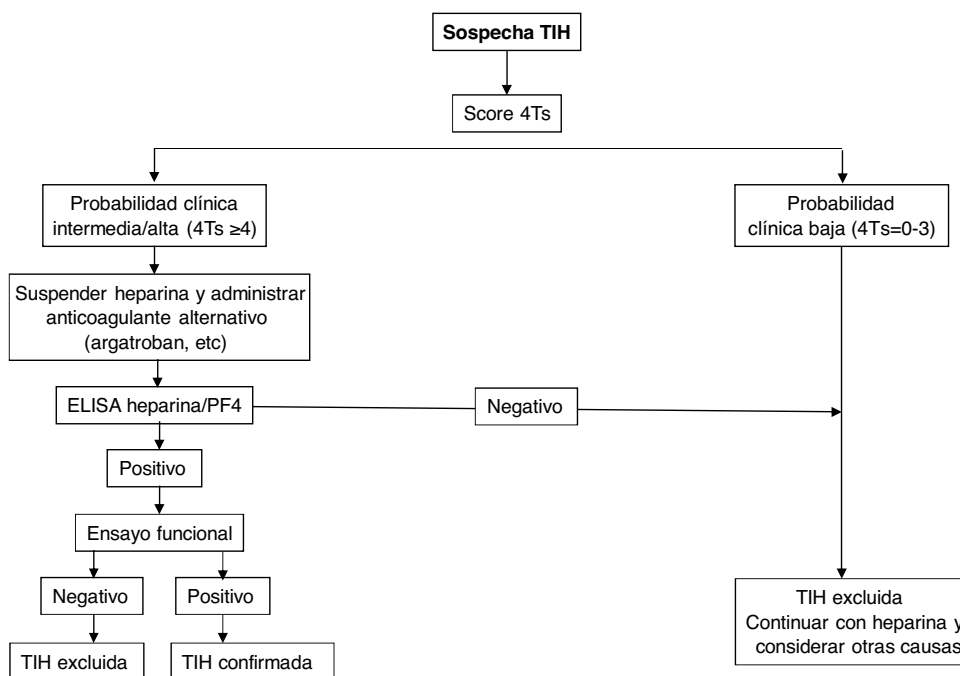 Sospecha TIH
Score 4Ts
Probabilidad clínica
intermedia/alta (4Ts ≥4)
Probabilidad
clínica baja (4Ts=0-3)
Suspender heparina y administrar
anticoagulante alternativo
(argatroban, etc)
ELISA heparina/PF4
Negativo
Positivo
Ensayo funcional
Negativo
Positivo
TIH excluida
TIH confirmada
TIH excluida
Continuar con heparina y
considerar otras causas